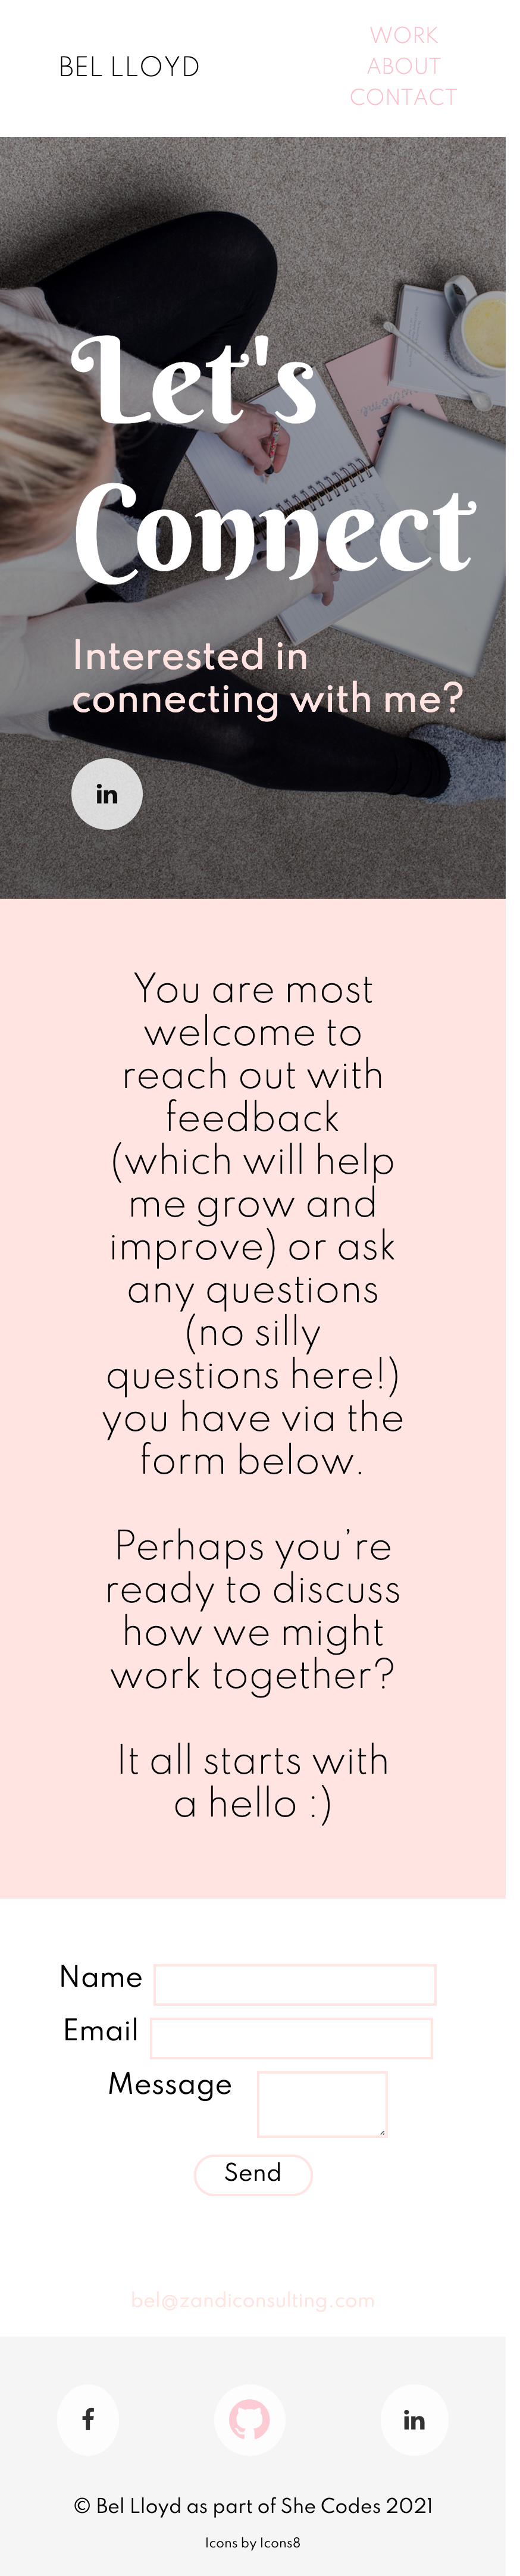 BEL LLOYD
WORK
ABOUT
CONTACT
Let's
Connect
Interested in
connecting with me?
in
You are most
welcome to
reach out with
feedback
(which will help
me grow and
improve) or ask
any questions
(no silly
questions here!)
you have via the
form below.
Perhaps you’re
ready to discuss
how we might
work together?
It all starts with
a hello :)
Name
Email
Message
Send
bel@zandiconsulting.com
f
in
© Bel Lloyd as part of She Codes 2021
Icons by Icons8